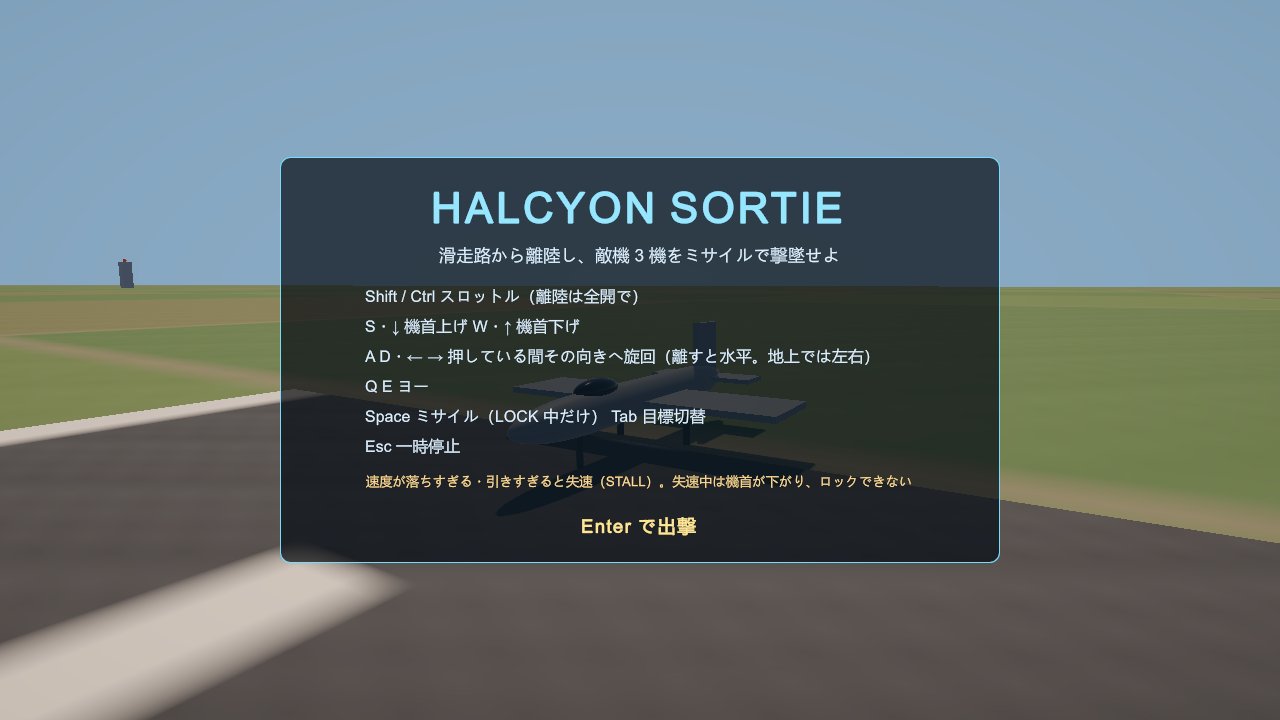 HALCYON SORTIE
滑走路から離陸し、敵機 3 機をミサイルで撃墜せよ
Shift / Ctrl スロットル（離陸は全開で）
S・↓ 機首上げ W・↑ 機首下げ
A D・← → 押している間その向きへ旋回（離すと水平。地上では左右）
Q E ヨー
Space ミサイル（LOCK 中だけ） Tab 目標切替
Esc 一時停止
速度が落ちすぎる・引きすぎると失速（STALL）。失速中は機首が下がり、ロックできない
Enter で出撃